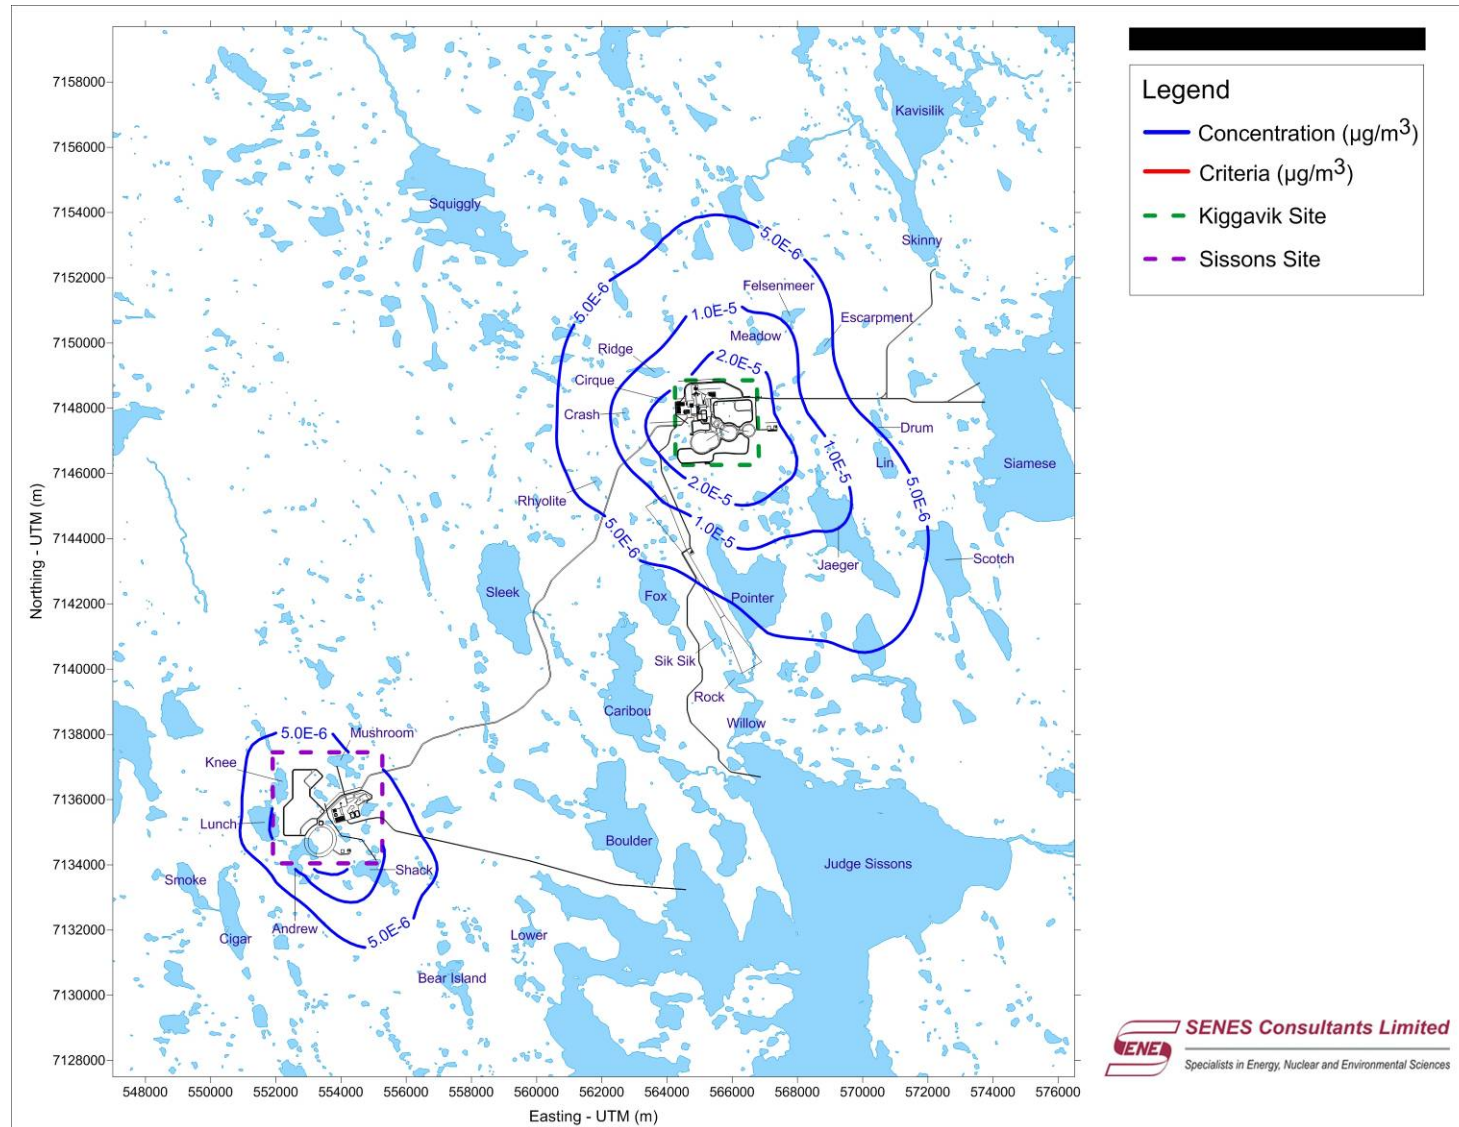 Legend
Concentration (µg/m3)
Criteria (µg/m3)
Kiggavik Site
Sissons Site
Northing - UTM (m)
7158000
7156000
7154000
7152000
7150000
7148000
7146000
7144000
7142000
7140000
7138000
7136000
7134000
7132000
7130000
7128000
Kavisilik
Squiggly
Skinny
5.0E-6
Felsenmeer
5.0E-6
1.0E-5
Escarpment
Meadow
Ridge
2.0E-5
Cirque
Crash
Drum
1.0E-5
Lin
Siamese
2.0E-5
5.0E-6
Rhyolite
5.0E-6
1.0E-5
Scotch
Jaeger
Sleek
Fox
Pointer
Sik Sik
Rock
Caribou
Willow
5.0E-6
Mushroom
Knee
Lunch
Boulder
Judge Sissons
Shack
Smoke
Andrew
5.0E-6
Cigar
Lower
Bear Island
548000 550000 552000 554000 556000 558000 560000 562000 564000 566000 568000 570000 572000 574000 576000
Easting - UTM (m)
SENES
SENES Consultants Limited
Specialists in Energy, Nuclear and Environmental Sciences